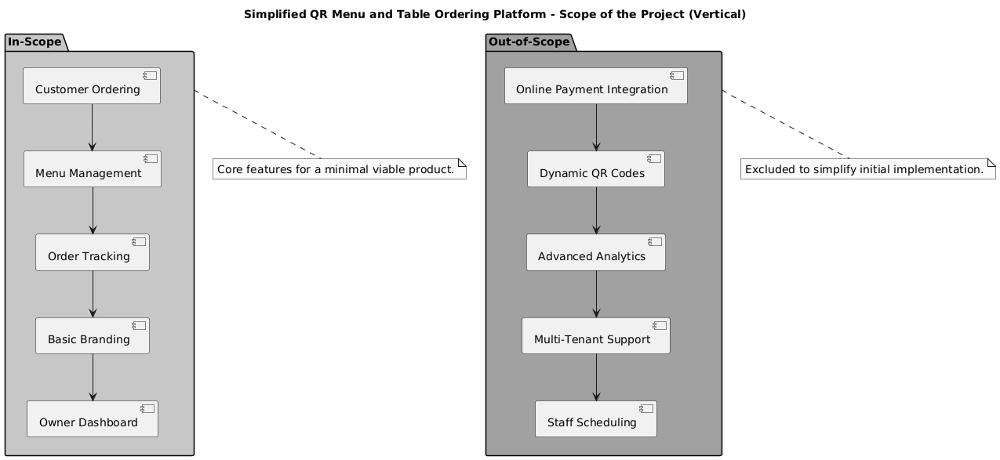 Simplified QR Menu and Table Ordering Platform - Scope of the Project (Vertical)
In-Scope
Customer Ordering
Menu Management
Order Tracking
Basic Branding
Owner Dashboard
Core features for a minimal viable product.
Out-of-Scope
Online Payment Integration
Dynamic QR Codes
Advanced Analytics
Multi-Tenant Support
Staff Scheduling
Excluded to simplify initial implementation.